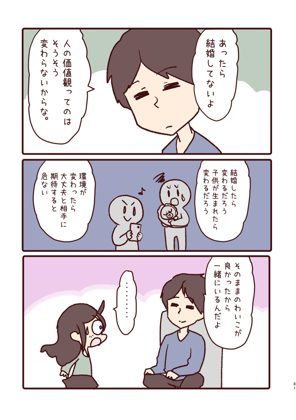 あったら
結婚してないよ
人の価値観ってのは
そうそう
変わらないからな。
結婚したら
変わるだろう
子供が生まれたら
変わるだろう
環境が
変わったら
大丈夫と相手に
期待すると
危ない
そのままのわいこが
良かったから
一緒にいるんだよ
………